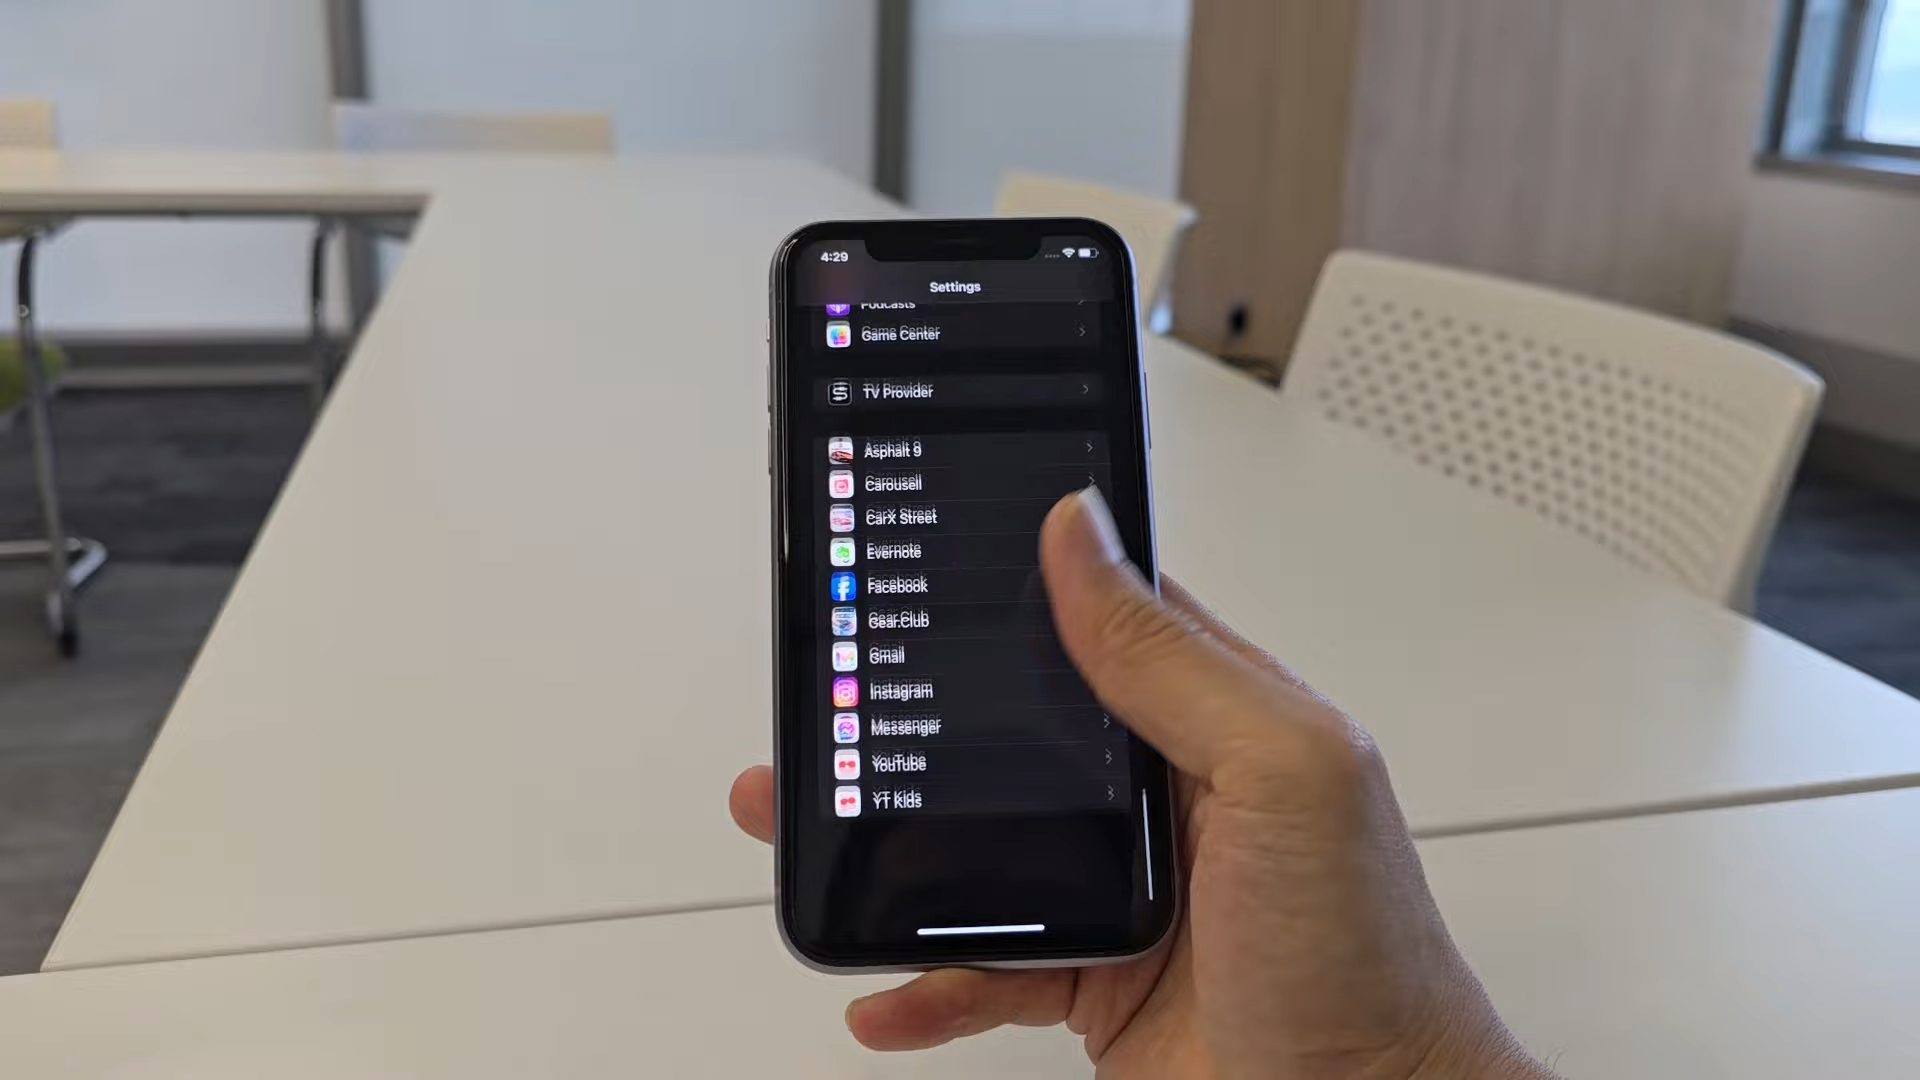 4:29
Settings
Podcasts
Game Center
TV Provider
Asphalt 9
Carousell
CarX Street
Evernote
Facebook
Gear.Club
Gmail
Instagram
Messenger
YouTube
YT Kids